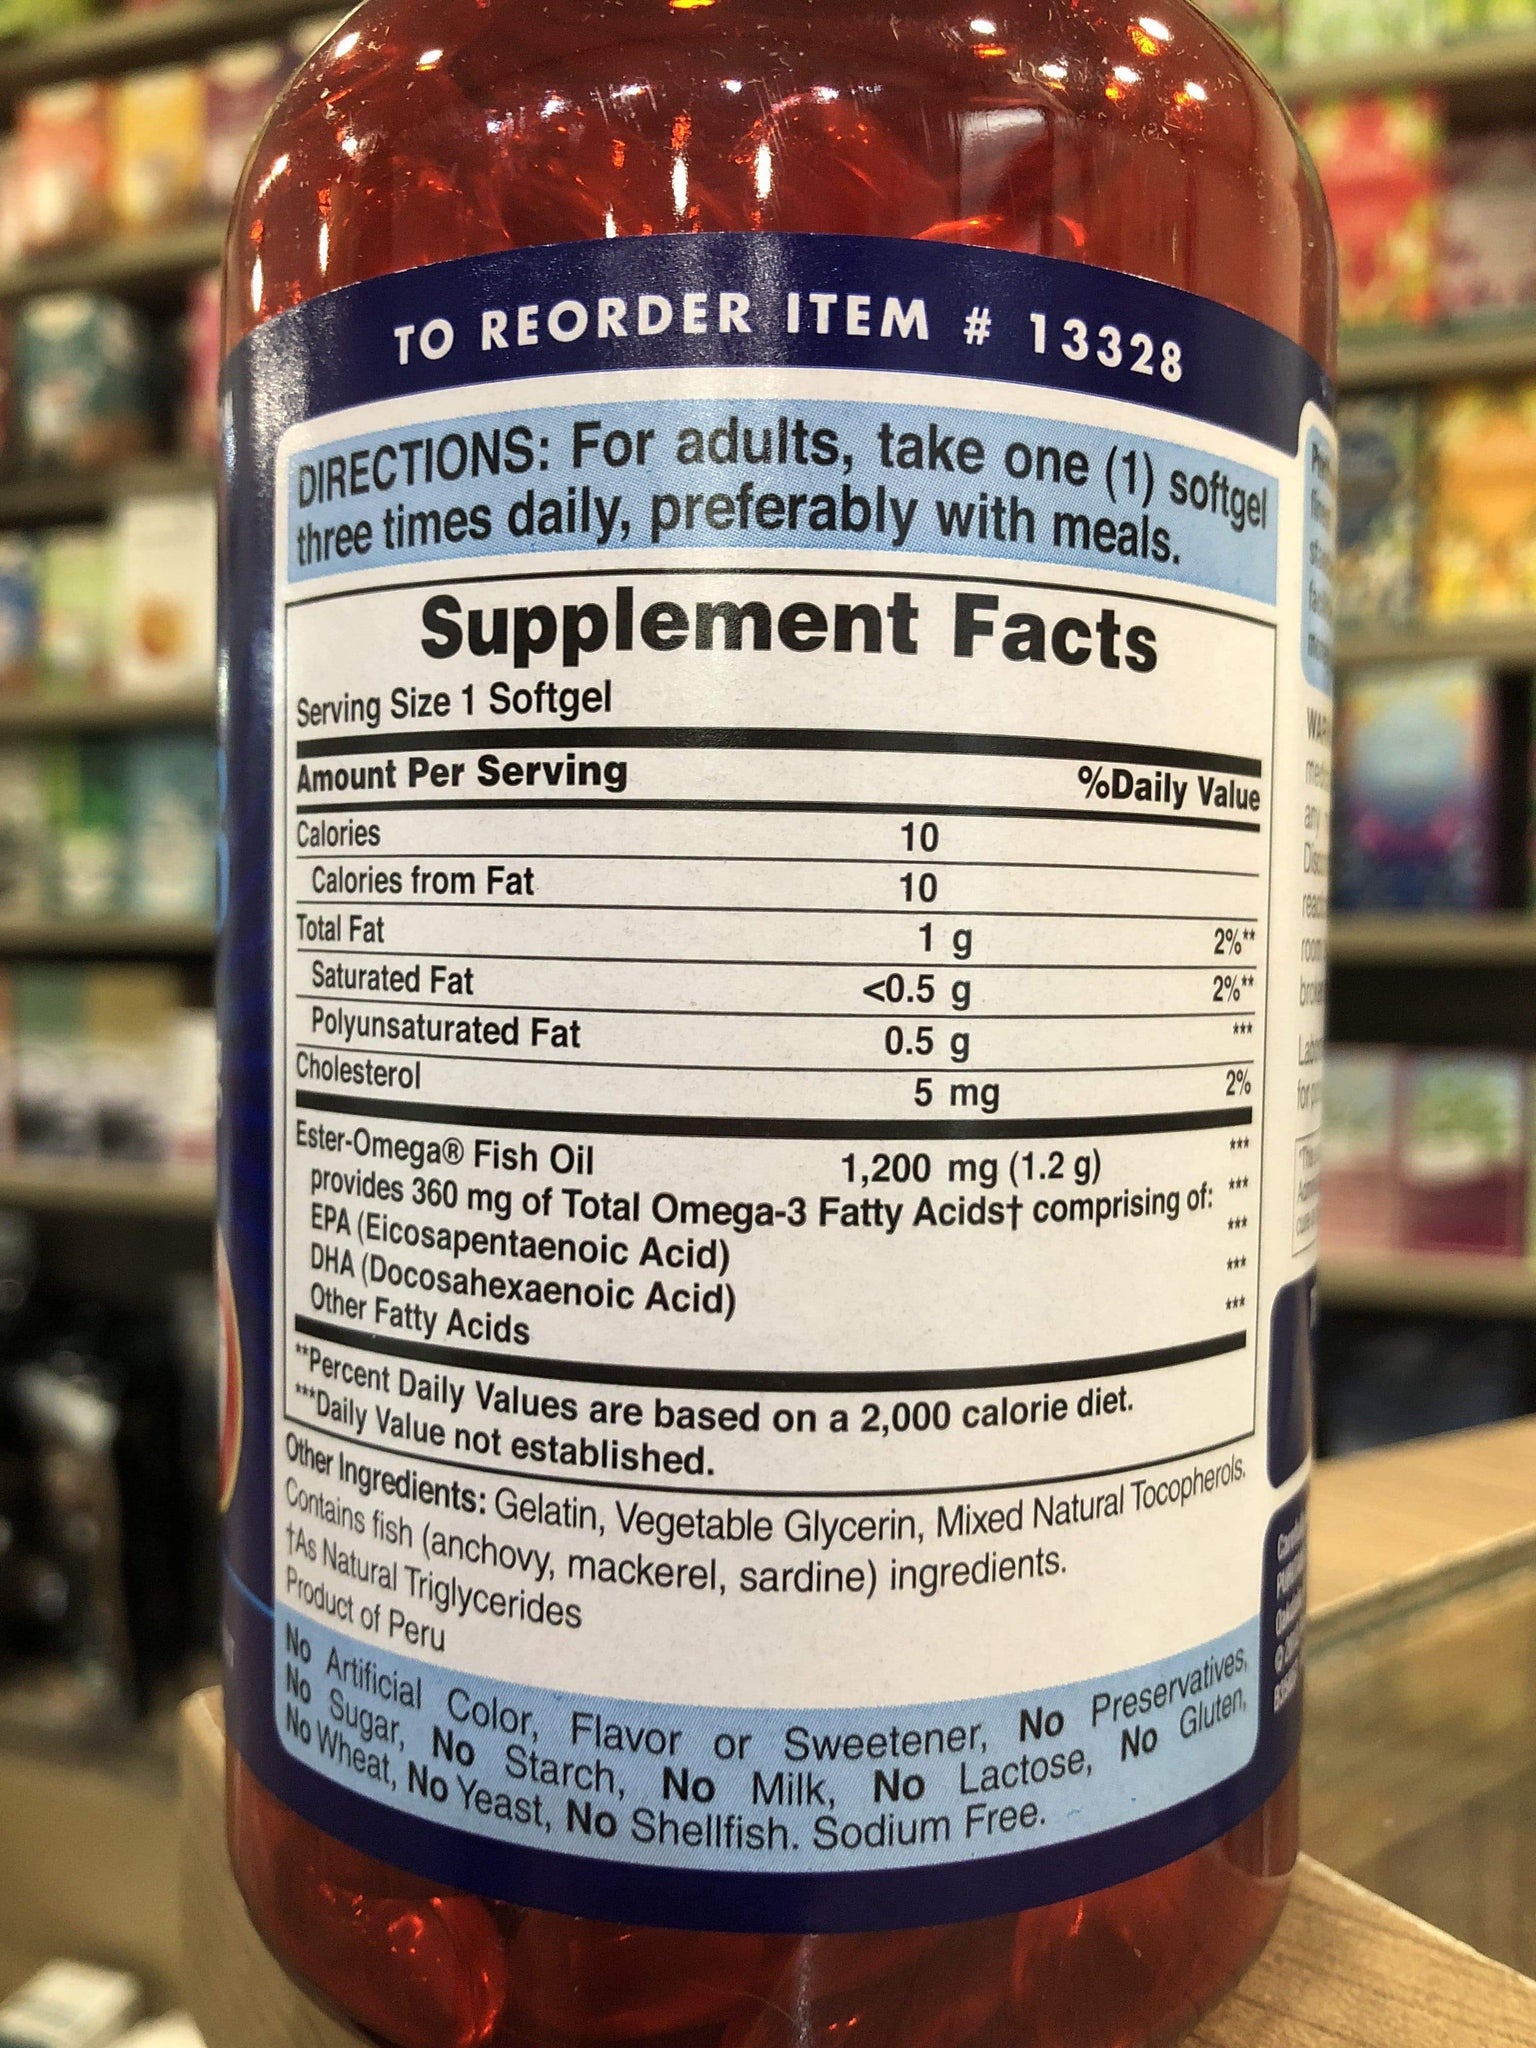 TO REORDER ITEM # 13328
DIRECTIONS: For adults, take one (1) softgel
three times daily, preferably with meals.
Supplement Facts
Serving Size 1 Softgel
Amount Per Serving %Daily Value
Calories 10
Calories from Fat 10
Total Fat 1 g 2%**
Saturated Fat <0.5 g 2%**
Polyunsaturated Fat 0.5 g ***
Cholesterol 5 mg 2%
Ester-Omega® Fish Oil 1,200 mg (1.2 g) ***
provides 360 mg of Total Omega-3 Fatty Acids† comprising of: ***
EPA (Eicosapentaenoic Acid) ***
DHA (Docosahexaenoic Acid) ***
Other Fatty Acids ***
**Percent Daily Values are based on a 2,000 calorie diet.
***Daily Value not established.
Other Ingredients: Gelatin, Vegetable Glycerin, Mixed Natural Tocopherols.
Contains fish (anchovy, mackerel, sardine) ingredients.
†As Natural Triglycerides
Product of Peru
No Artificial Color, Flavor or Sweetener, No Preservatives,
No Sugar, No Starch, No Milk, No Lactose, No Gluten,
No Wheat, No Yeast, No Shellfish. Sodium Free.